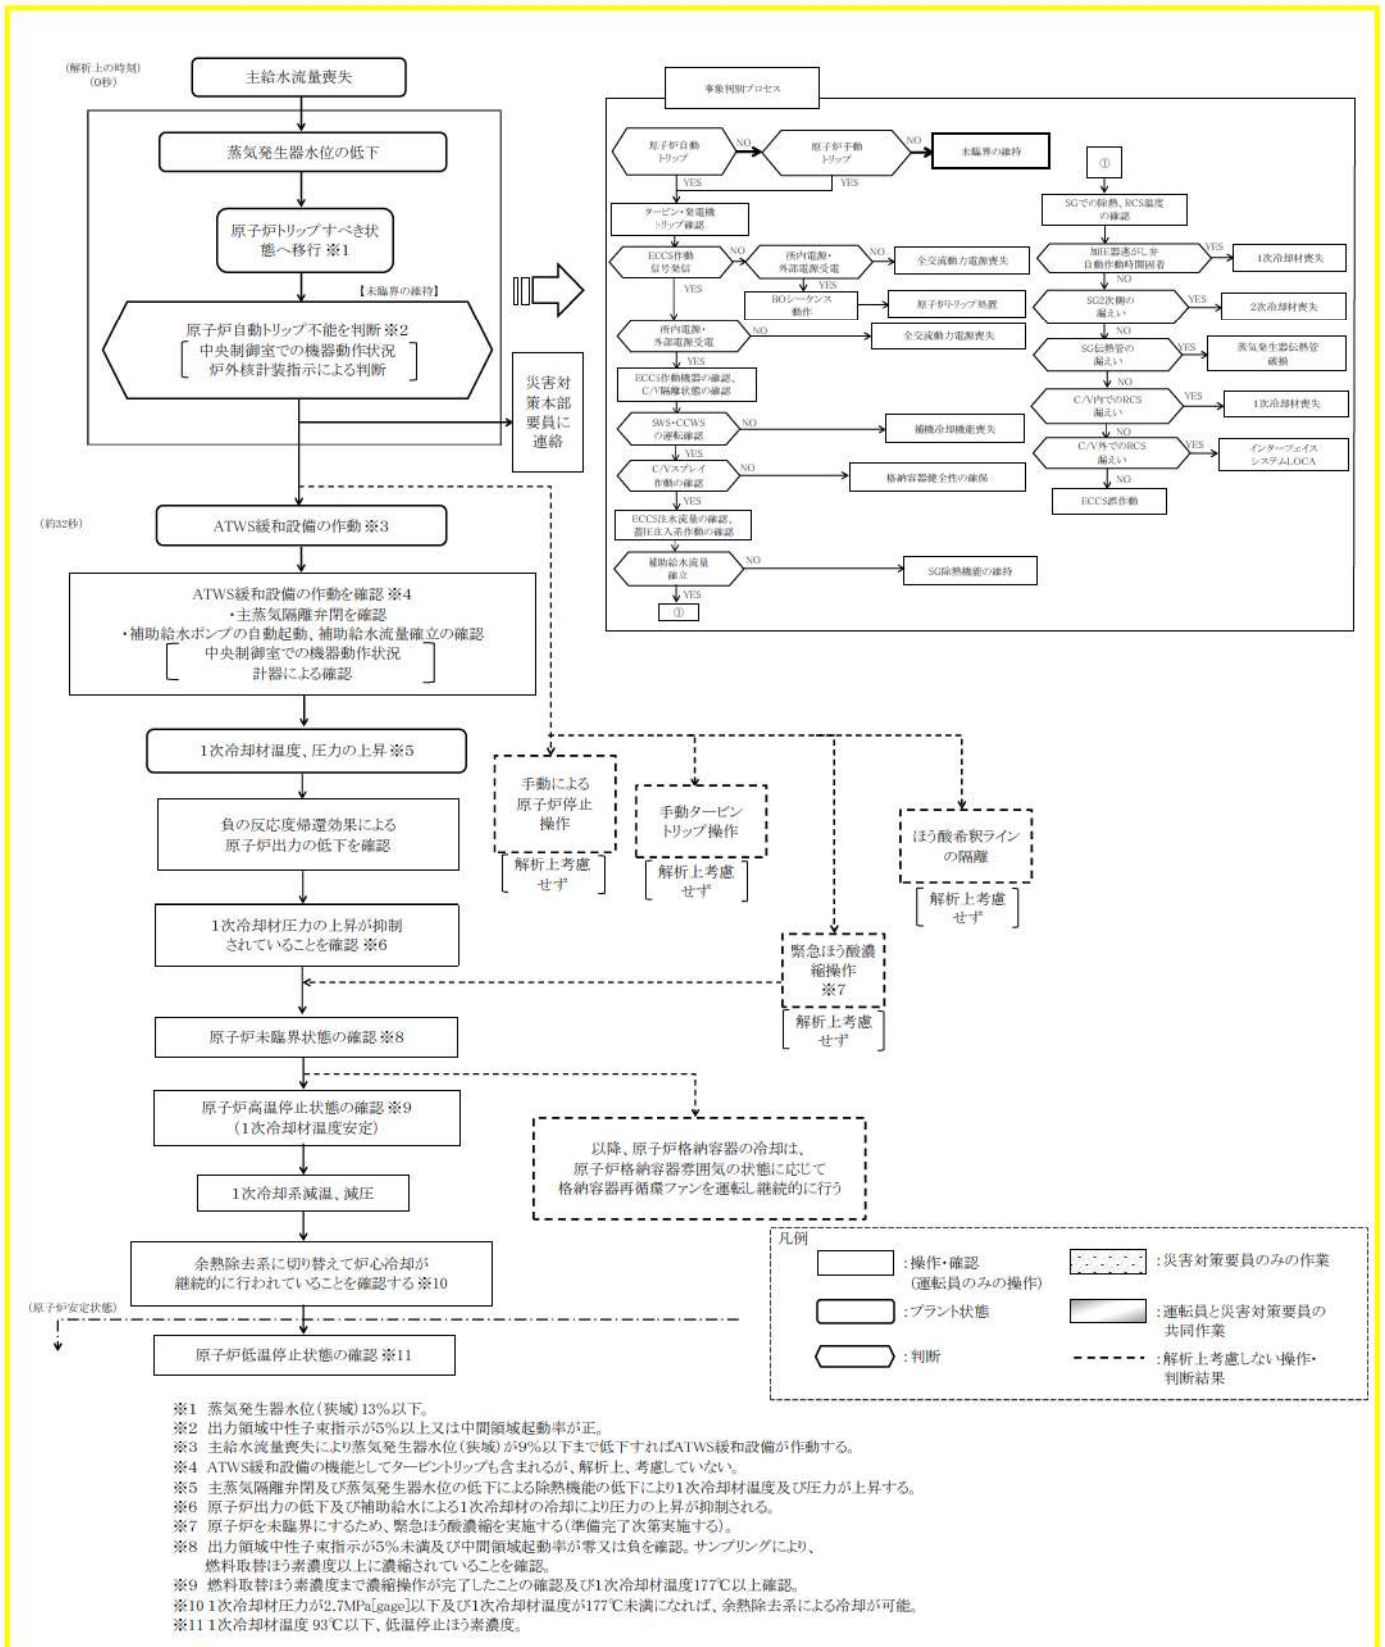 (解析上の時刻)
(0秒)
主給水流量喪失
蒸気発生器水位の低下
原子炉トリップすべき状
態へ移行 ※1
【未臨界の維持】
原子炉自動トリップ不能を判断 ※2
中央制御室での機器動作状況
炉外核計装指示による判断
災害対
策本部
要員に
連絡
(約32秒)
ATWS緩和設備の作動 ※3
ATWS緩和設備の作動を確認 ※4
・主蒸気隔離弁閉を確認
・補助給水ポンプの自動起動、補助給水流量確立の確認
中央制御室での機器動作状況
計器による確認
1次冷却材温度、圧力の上昇 ※5
負の反応度帰還効果による
原子炉出力の低下を確認
1次冷却材圧力の上昇が抑制
されていることを確認 ※6
原子炉未臨界状態の確認 ※8
原子炉高温停止状態の確認 ※9
(1次冷却材温度安定)
1次冷却系減温、減圧
余熱除去系に切り替えて炉心冷却が
継続的に行われていることを確認する ※10
(原子炉安定状態)
原子炉低温停止状態の確認 ※11
手動による
原子炉停止
操作
解析上考慮
せず
手動タービン
トリップ操作
解析上考慮
せず
緊急ほう酸濃
縮操作
※7
解析上考慮
せず
ほう酸希釈ライン
の隔離
解析上考慮
せず
以降、原子炉格納容器の冷却は、
原子炉格納容器雰囲気の状態に応じて
格納容器再循環ファンを運転し継続的に行う
事象判別プロセス
原子炉自動
トリップ
NO
原子炉手動
トリップ
NO
未臨界の維持
YES
YES
タービン・発電機
トリップ確認
ECCS作動
信号発信
NO
所内電源・
外部電源受電
NO
全交流動力電源喪失
YES
YES
BOシーケンス
動作
原子炉トリップ処置
所内電源・
外部電源受電
NO
全交流動力電源喪失
YES
ECCS作動機器の確認、
C/V隔離状態の確認
SWS・CCWS
の運転確認
NO
補機冷却機能喪失
YES
C/Vスプレイ
作動の確認
NO
格納容器健全性の確保
YES
ECCS注水流量の確認、
蓄圧注入系作動の確認
補助給水流量
確立
NO
SG除熱機能の維持
YES
①
①
SGでの除熱、RCS温度
の確認
加圧器逃がし弁
自動作動時開固着
YES
1次冷却材喪失
NO
SG2次側の
漏えい
YES
2次冷却材喪失
NO
SG伝熱管の
漏えい
YES
蒸気発生器伝熱管
破損
NO
C/V内でのRCS
漏えい
YES
1次冷却材喪失
NO
C/V外でのRCS
漏えい
YES
インターフェイス
システムLOCA
NO
ECCS誤作動
凡例
:操作・確認
(運転員のみの操作)
:プラント状態
:判断
:災害対策要員のみの作業
:運転員と災害対策要員の
共同作業
:解析上考慮しない操作・
判断結果
※1 蒸気発生器水位(狭域)13%以下。
※2 出力領域中性子束指示が5%以上又は中間領域起動率が正。
※3 主給水流量喪失により蒸気発生器水位(狭域)が9%以下まで低下すればATWS緩和設備が作動する。
※4 ATWS緩和設備の機能としてタービントリップも含まれるが、解析上、考慮していない。
※5 主蒸気隔離弁閉及び蒸気発生器水位の低下による除熱機能の低下により1次冷却材温度及び圧力が上昇する。
※6 原子炉出力の低下及び補助給水による1次冷却材の冷却により圧力の上昇が抑制される。
※7 原子炉を未臨界にするため、緊急ほう酸濃縮を実施する(準備完了次第実施する)。
※8 出力領域中性子束指示が5%未満及び中間領域起動率が零又は負を確認。サンプリングにより、
燃料取替ほう素濃度以上に濃縮されていることを確認。
※9 燃料取替ほう素濃度まで濃縮操作が完了したことの確認及び1次冷却材温度177℃以上確認。
※10 1次冷却材圧力が2.7MPa[gage]以下及び1次冷却材温度が177℃未満になれば、余熱除去系による冷却が可能。
※11 1次冷却材温度 93℃以下、低温停止ほう素濃度。